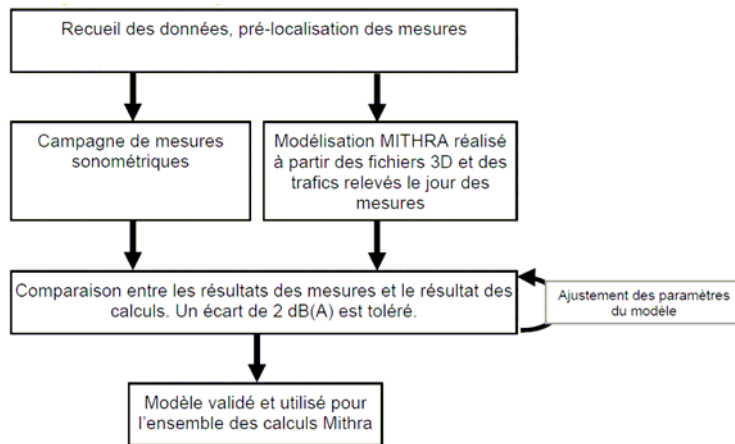 Recueil des données, pré-localisation des mesures
Campagne de mesures
sonométriques
Modélisation MITHRA réalisé
à partir des fichiers 3D et des
trafics relevés le jour des
mesures
Comparaison entre les résultats des mesures et le résultat des
calculs. Un écart de 2 dB(A) est toléré.
Ajustement des paramètres
du modèle
Modèle validé et utilisé pour
l'ensemble des calculs Mithra